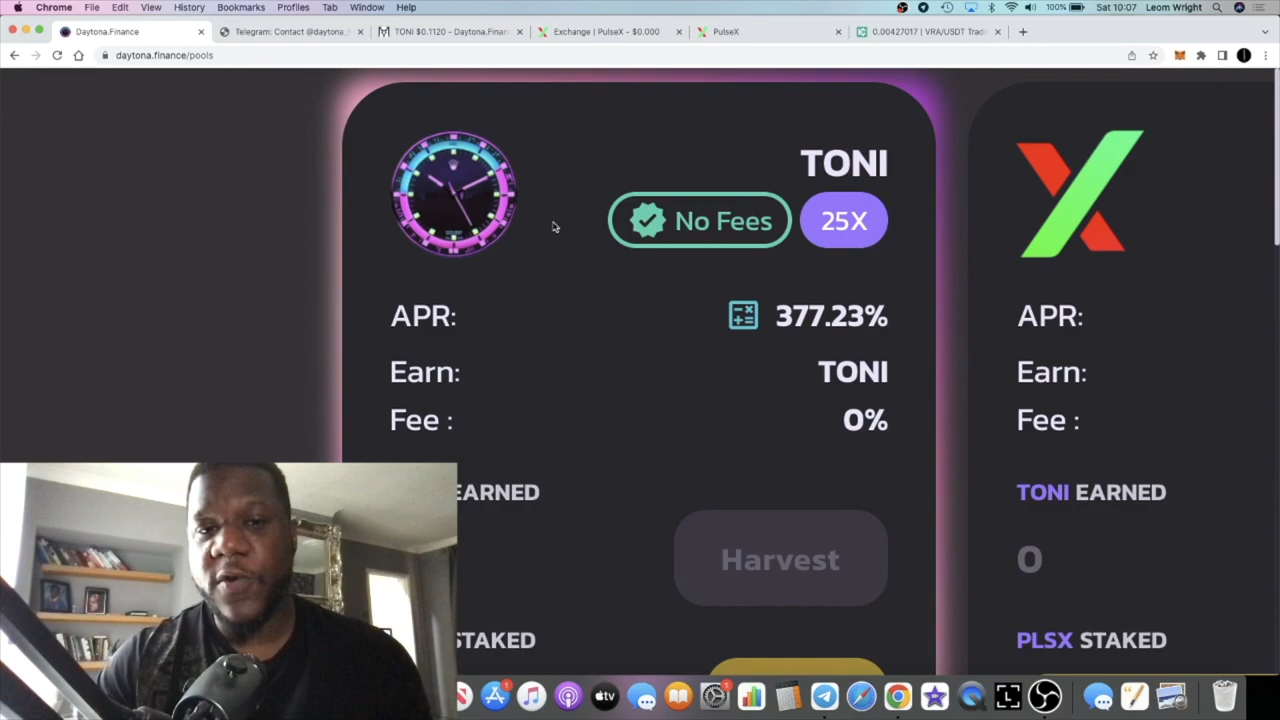 Chrome File Edit View History Bookmarks Profiles Tab Window Help 100% Sat 10:07 Leom Wright
Daytona.Finance Telegram: Contact @daytona_ TONI $0.1120 - Daytona.Finan Exchange | PulseX - $0.000 PulseX 0.00427017 | VRA/USDT Tradi
daytona.finance/pools
TONI
No Fees 25X
APR: 377.23% APR:
Earn: TONI Earn:
Fee : 0% Fee :
EARNED TONI EARNED
Harvest 0
STAKED PLSX STAKED